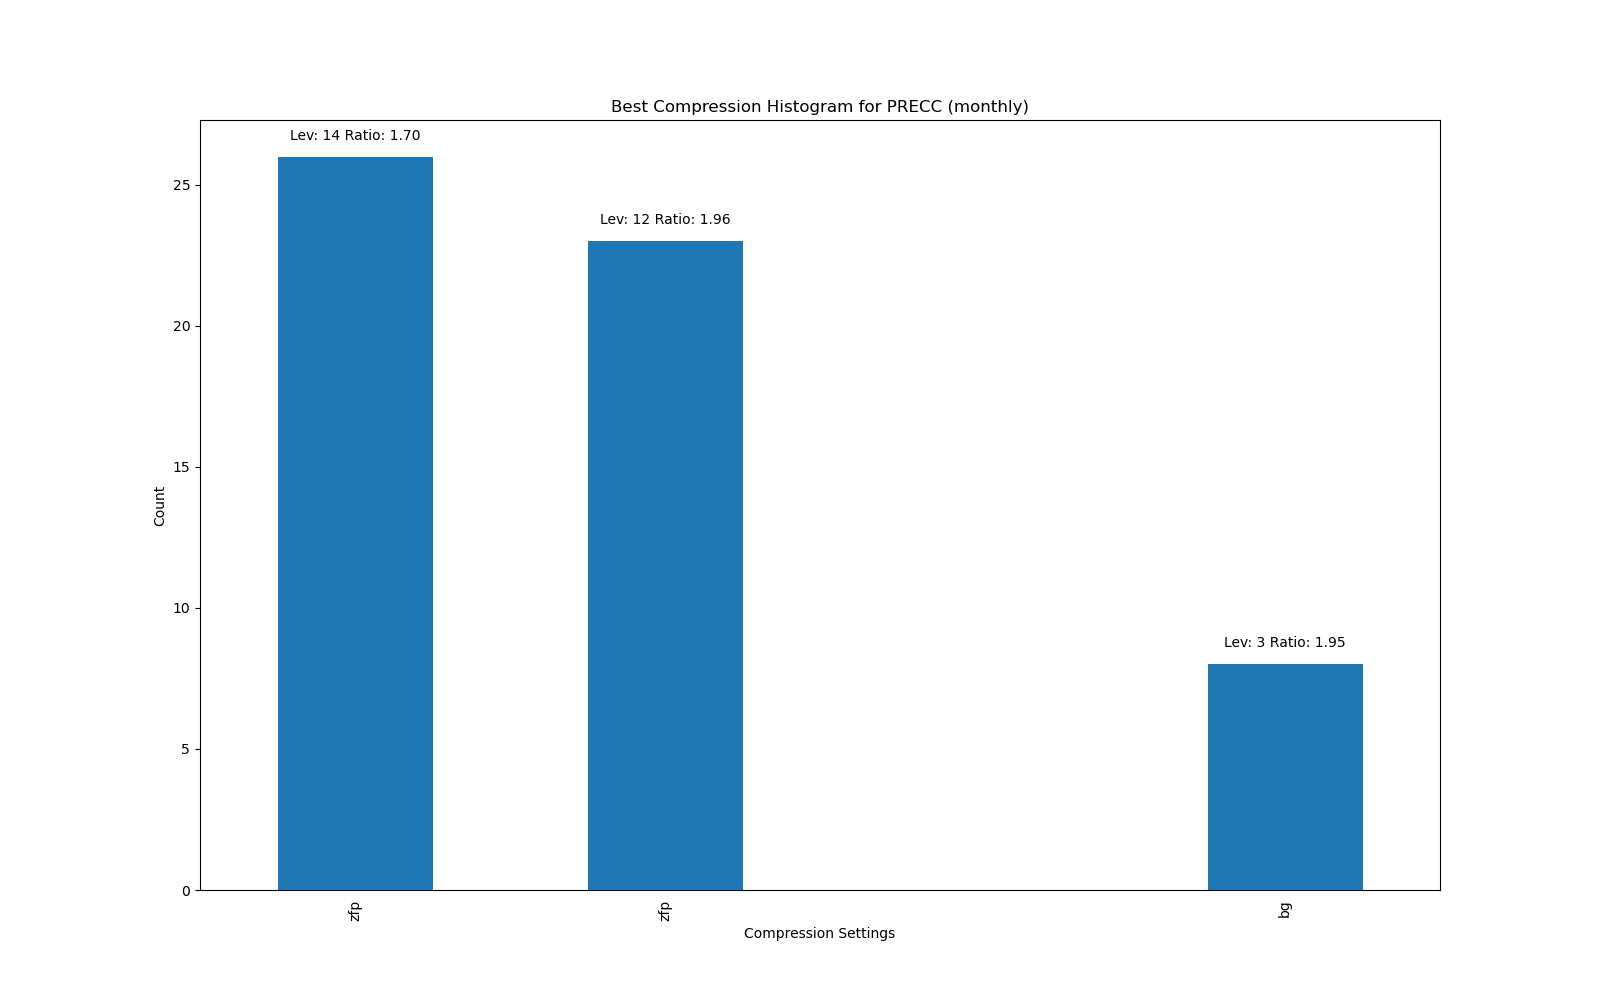 Best Compression Histogram for PRECC (monthly)
Lev: 14 Ratio: 1.70
Lev: 12 Ratio: 1.96
Lev: 3 Ratio: 1.95
25
20
15
10
5
0
Count
zfp
zfp
bg
Compression Settings